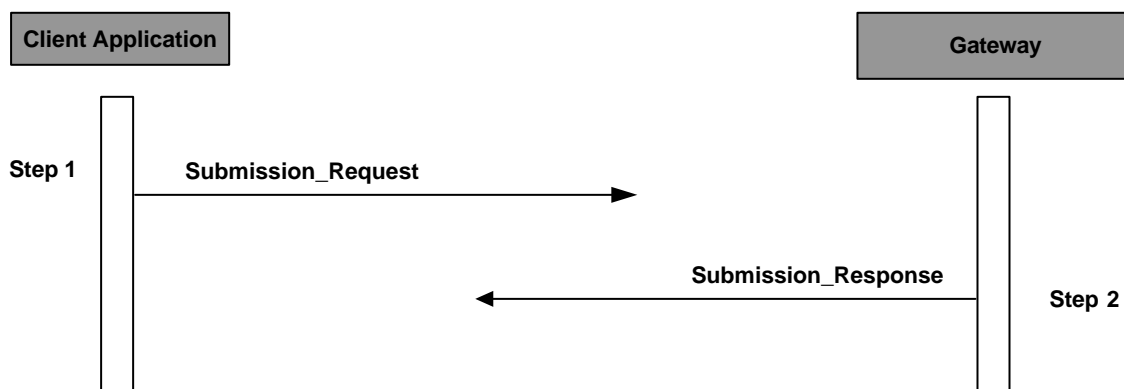 Client Application
Gateway
Step 1
Submission_Request
Submission_Response
Step 2